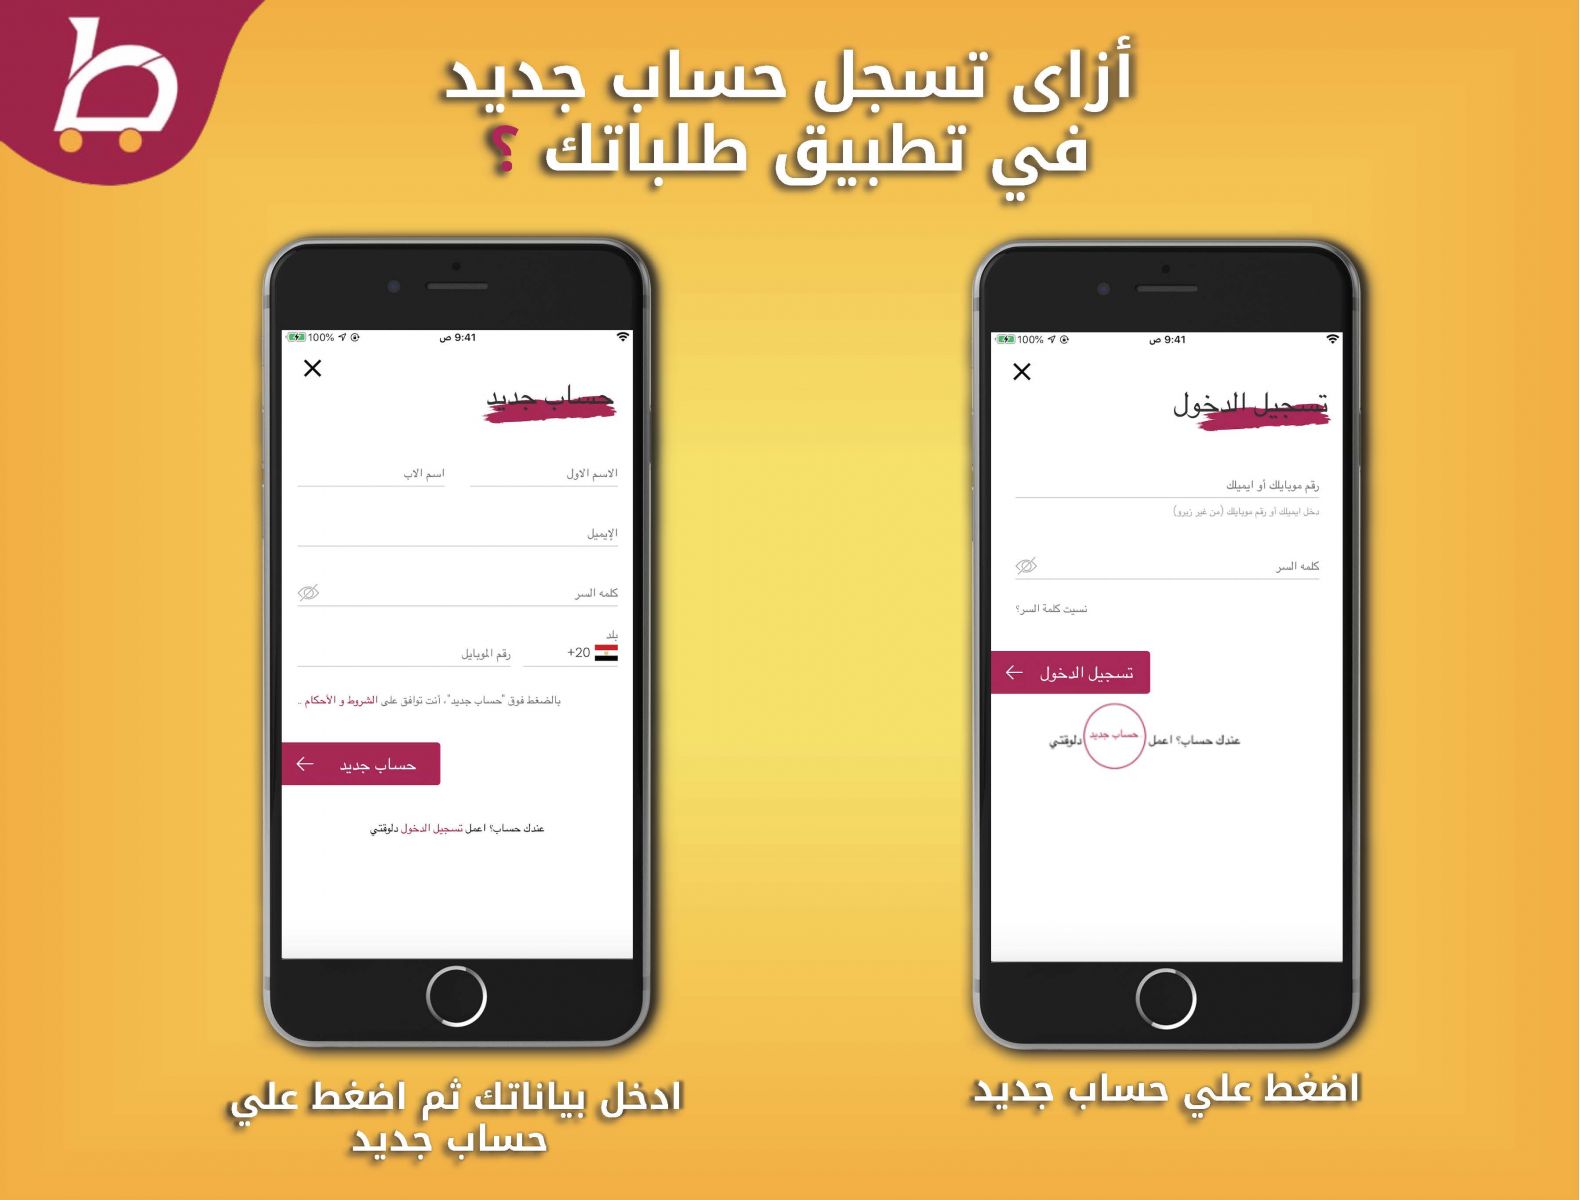 أزاى تسجل حساب جديد
في تطبيق طلباتك ؟
100% 9:41 ص
تسجيل الدخول
رقم موبايلك أو ايميلك
دخل ايميلك أو رقم موبايلك (من غير زيرو)
كلمه السر
نسيت كلمة السر؟
تسجيل الدخول
عندك حساب؟ اعمل حساب جديد دلوقتي
اضغط علي حساب جديد
100% 9:41 ص
حساب جديد
الاسم الاول اسم الاب
الإيميل
كلمه السر
بلد
+20 رقم الموبايل
بالضغط فوق "حساب جديد"، أنت توافق على الشروط و الأحكام ..
حساب جديد
عندك حساب؟ اعمل تسجيل الدخول دلوقتي
ادخل بياناتك ثم اضغط علي
حساب جديد